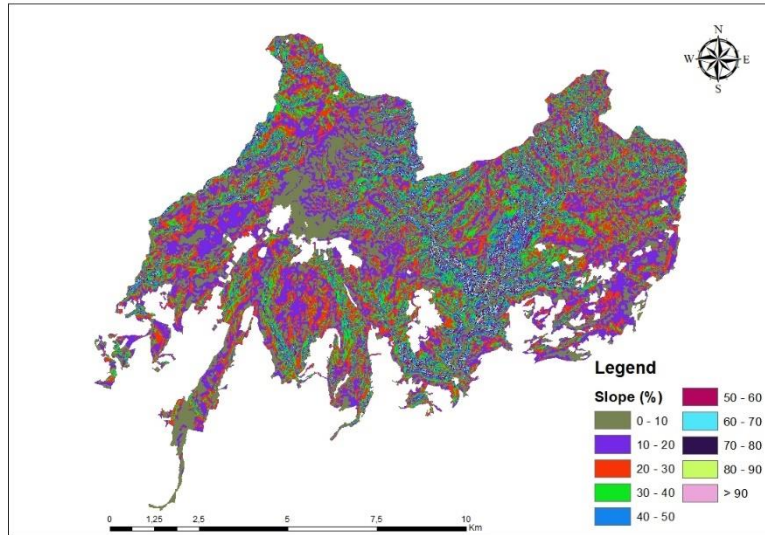 N
W E
S
Legend
Slope (%)
0 - 10
10 - 20
20 - 30
30 - 40
40 - 50
50 - 60
60 - 70
70 - 80
80 - 90
> 90
0 1,25 2,5 5 7,5 10
Km